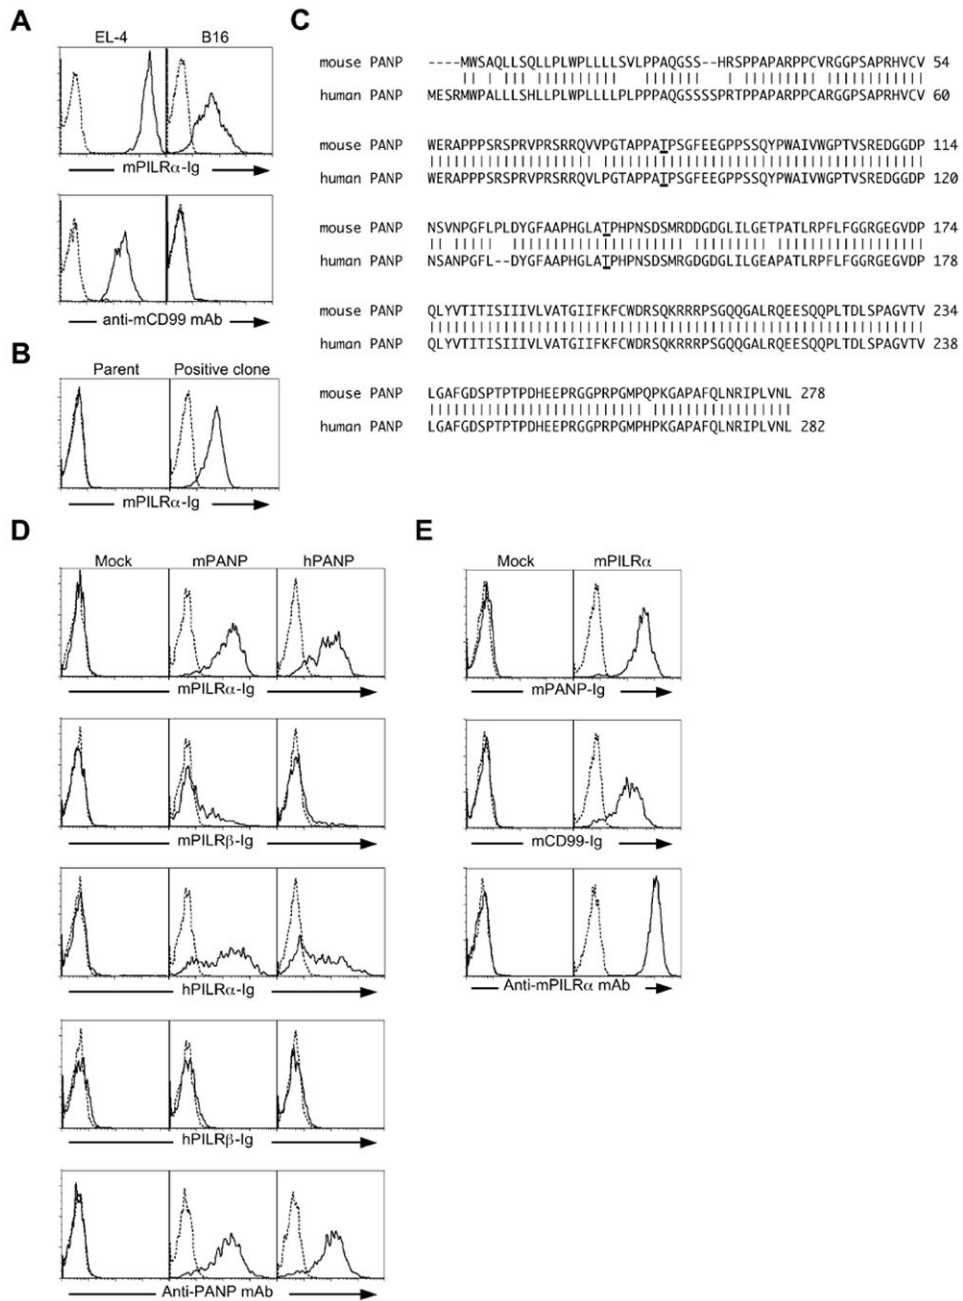 A
EL-4 B16
mPILRα-Ig
anti-mCD99 mAb
B
Parent Positive clone
mPILRα-Ig
C
mouse PANP ----MWSAQLLSQLLPLWPLLLLSVLPPAQGSS--HRSPPAPARPPCVRGGPSAPRHVCV 54
human PANP MESRMWPALLLSHLLPLWPLLLLPLPPPAQGSSSSPRTPPAPARPPCARGGPSAPRHVCV 60
mouse PANP WERAPPPSRSPRVPRSRRQVVPGTAPPATPSGFEEGPPSSQYPWAIVWGPTVSREDGGDP 114
human PANP WERAPPPSRSPRVPRSRRQVLPGTAPPATPSGFEEGPPSSQYPWAIVWGPTVSREDGGDP 120
mouse PANP NSVNPGFLPLDYGFAAPHGLATPHPNSDSMRDDGDGLILGETPATLRPFLFGGRGEGVDP 174
human PANP NSANPGFL--DYGFAAPHGLATPHPNSDSMRGDGDGLILGEAPATLRPFLFGGRGEGVDP 178
mouse PANP QLYVTITISIIIVLVATGIIFKFCWDRSQKRRRPSGQQGALRQEESQQPLTDLSPAGVTV 234
human PANP QLYVTITISIIIVLVATGIIFKFCWDRSQKRRRPSGQQGALRQEESQQPLTDLSPAGVTV 238
mouse PANP LGAFGDSPTPTPDHEEPRGGPRPGMPQPKGAPAFQLNRIPLVNL 278
human PANP LGAFGDSPTPTPDHEEPRGGPRPGMPHPKGAPAFQLNRIPLVNL 282
D
Mock mPANP hPANP
mPILRα-Ig
mPILRβ-Ig
hPILRα-Ig
hPILRβ-Ig
Anti-PANP mAb
E
Mock mPILRα
mPANP-Ig
mCD99-Ig
Anti-mPILRα mAb